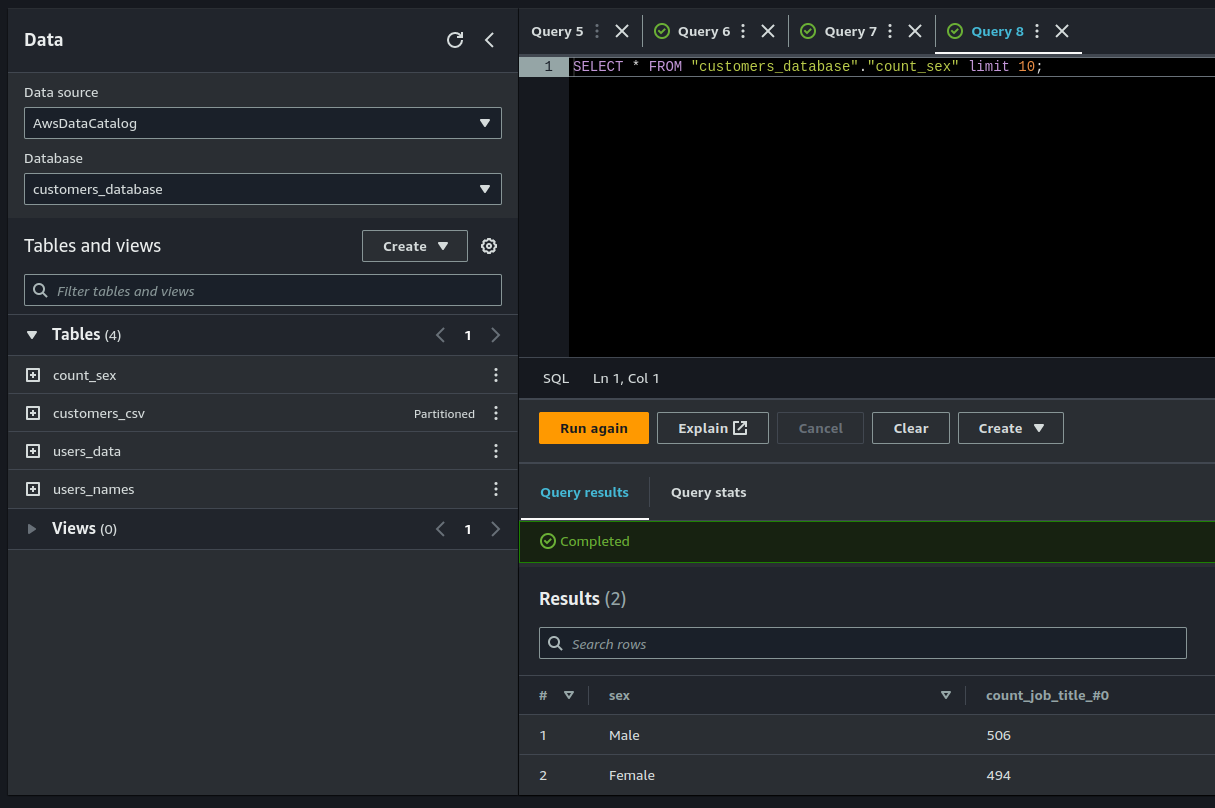 Data
Data source
AwsDataCatalog
Database
customers_database
Tables and views
Create
Filter tables and views
Tables (4)
1
count_sex
customers_csv Partitioned
users_data
users_names
Views (0)
1
Query 5 Query 6 Query 7 Query 8
1 SELECT * FROM "customers_database"."count_sex" limit 10;
SQL Ln 1, Col 1
Run again Explain Cancel Clear Create
Query results Query stats
Completed
Results (2)
Search rows
# sex count_job_title_#0
1 Male 506
2 Female 494